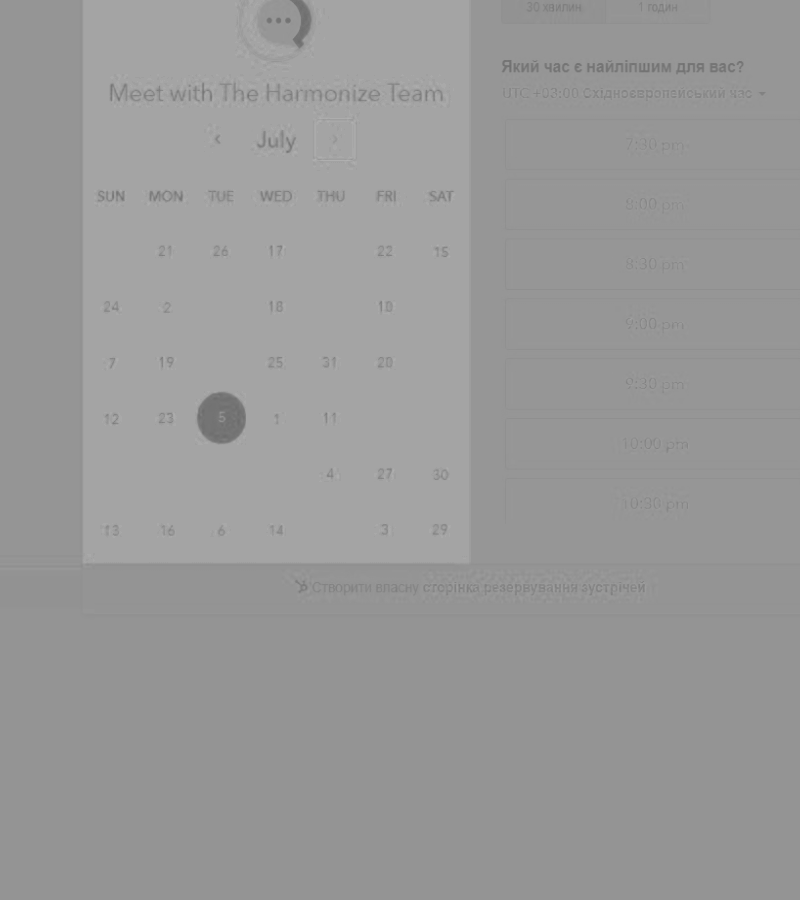 30 хвилин 1 годин
Meet with The Harmonize Team
‹ July ›
SUN MON TUE WED THU FRI SAT
21 26 17 22 15
24 2 18 10
7 19 25 31 28
12 23 5 1 11
4 27 30
13 16 6 14 3 29
Який час є найліпшим для вас?
UTC +03:00 Східноєвропейський час
7:30 pm
8:00 pm
8:30 pm
9:00 pm
9:30 pm
10:00 pm
10:30 pm
Створити власну сторінка резервування зустрічей